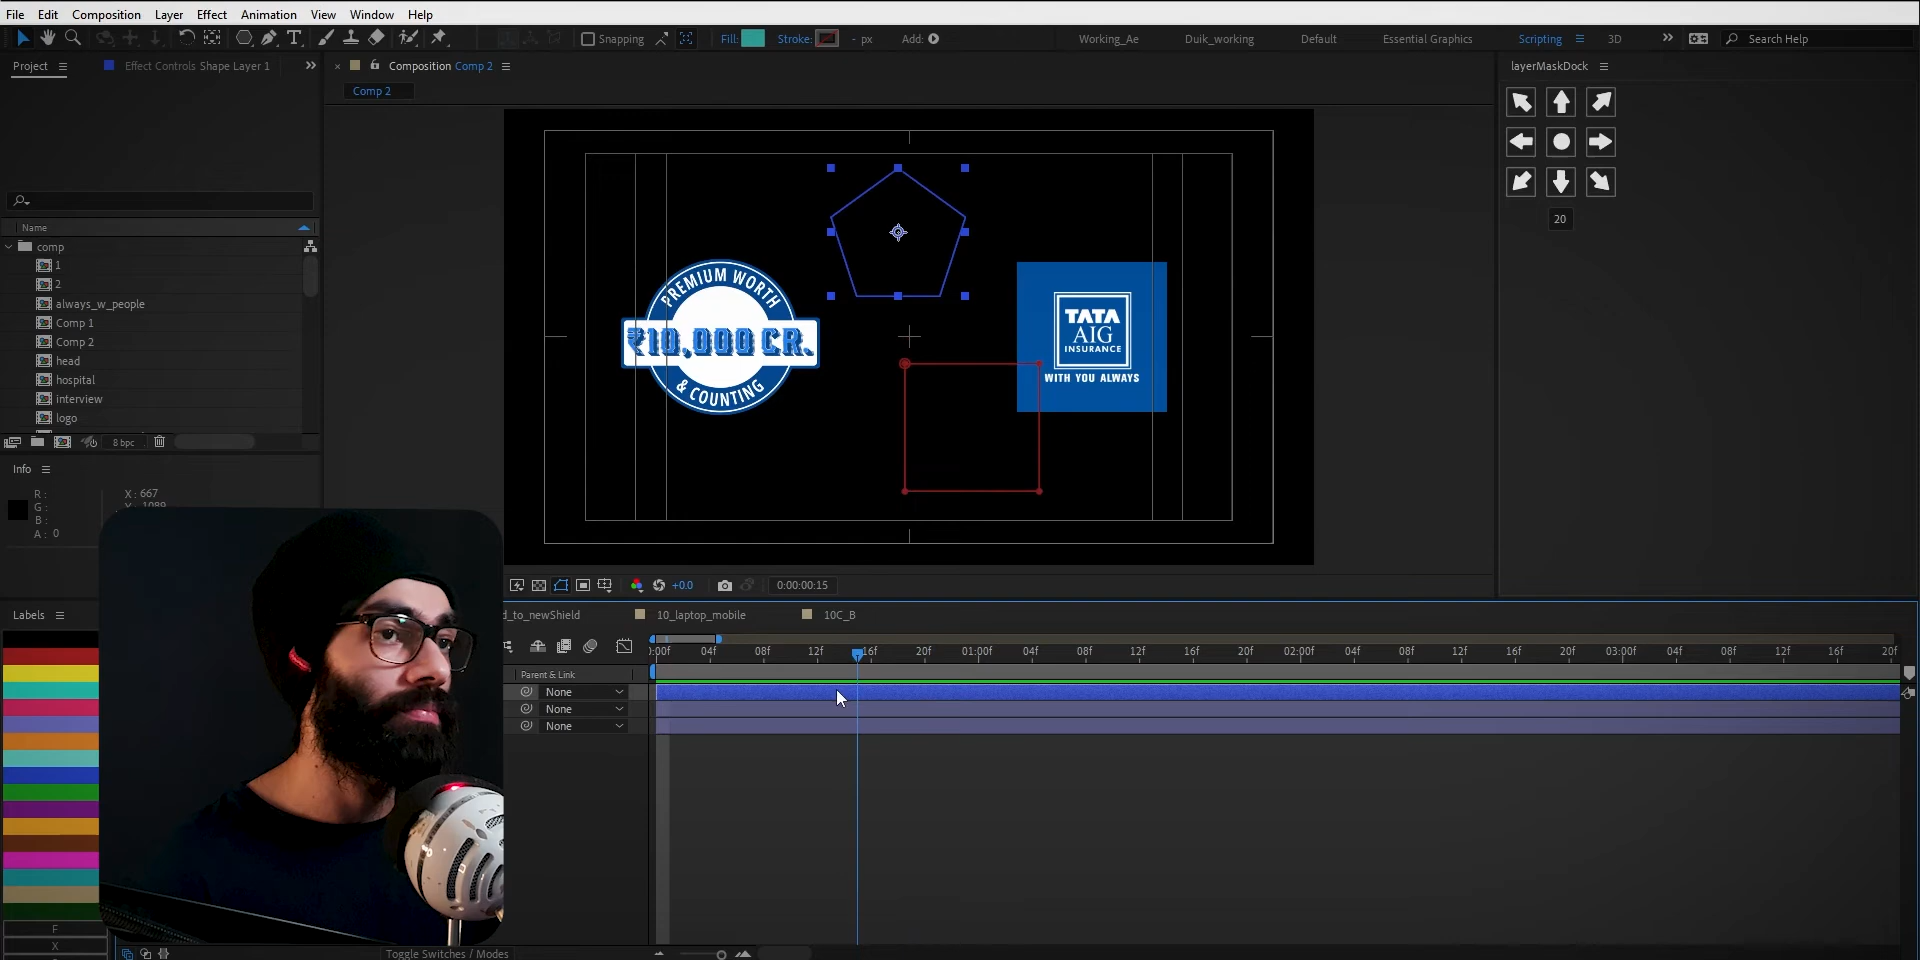 File Edit Composition Layer Effect Animation View Window Help
Snapping Fill: Stroke: - px Add: Working_Ae Duik_working Default Essential Graphics Scripting 3D Search Help
Project Effect Controls Shape Layer 1
Composition Comp 2
layerMaskDock
Comp 2
20
Name
comp
1
2
always_w_people
Comp 1
Comp 2
head
hospital
interview
logo
8 bpc
PREMIUM WORTH
₹10,000 CR.
& COUNTING
TATA
AIG
INSURANCE
WITH YOU ALWAYS
Info
R:
G:
B:
A: 0
X: 667
+0.0 0:00:00:15
Labels
d_to_newShield 10_laptop_mobile 10C_B
):00f 04f 08f 12f 16f 20f 01:00f 04f 08f 12f 16f 20f 02:00f 04f 08f 12f 16f 20f 03:00f 04f 08f 12f 16f 20f
Parent & Link
None
None
None
F
X
Toggle Switches / Modes